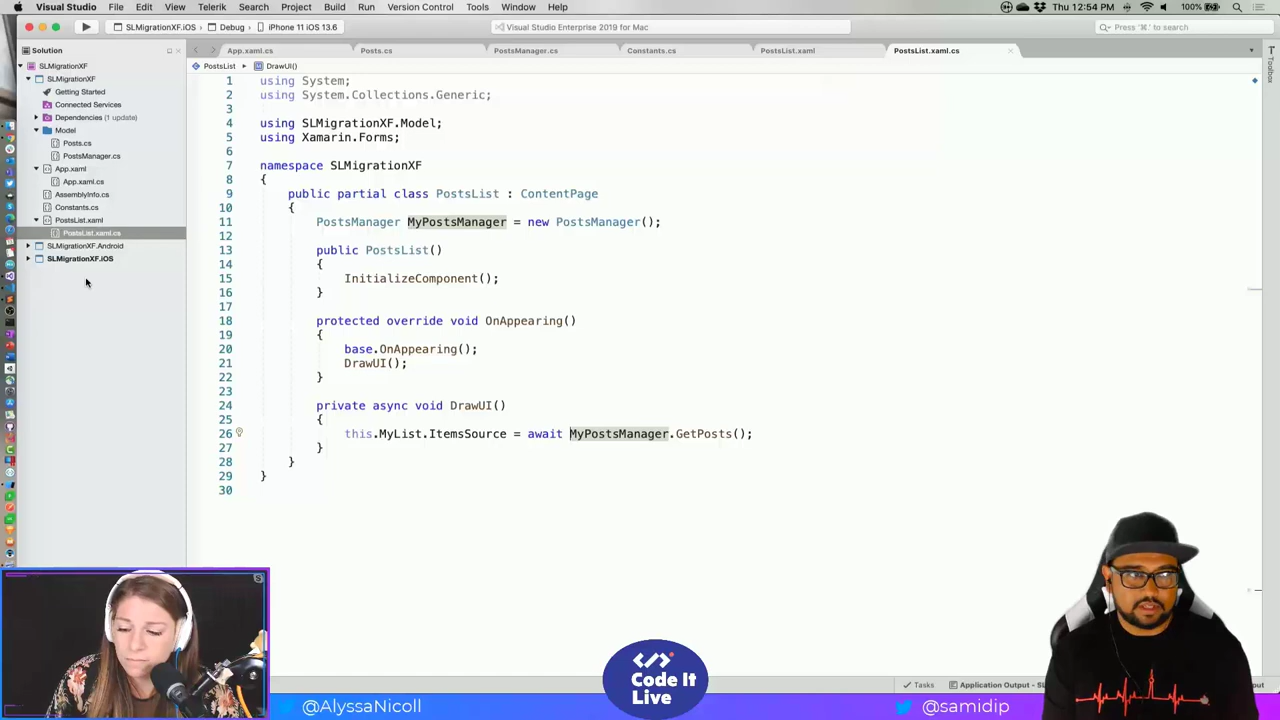 Visual Studio File Edit View Telerik Search Project Build Run Version Control Tools Window Help 100% Thu 12:54 PM
SLMigrationXF.iOS Debug iPhone 11 iOS 13.6 Visual Studio Enterprise 2019 for Mac Press '⌘.' to search
Solution
App.xaml.cs Posts.cs PostsManager.cs Constants.cs PostsList.xaml PostsList.xaml.cs
PostsList DrawUI()
SLMigrationXF
SLMigrationXF
Getting Started
Connected Services
Dependencies (1 update)
Model
Posts.cs
PostsManager.cs
App.xaml
App.xaml.cs
AssemblyInfo.cs
Constants.cs
PostsList.xaml
PostsList.xaml.cs
SLMigrationXF.Android
SLMigrationXF.iOS
1 using System;
2 using System.Collections.Generic;
3
4 using SLMigrationXF.Model;
5 using Xamarin.Forms;
6
7 namespace SLMigrationXF
8 {
9 public partial class PostsList : ContentPage
10 {
11 PostsManager MyPostsManager = new PostsManager();
12
13 public PostsList()
14 {
15 InitializeComponent();
16 }
17
18 protected override void OnAppearing()
19 {
20 base.OnAppearing();
21 DrawUI();
22 }
23
24 private async void DrawUI()
25 {
26 this.MyList.ItemsSource = await MyPostsManager.GetPosts();
27 }
28 }
29 }
30
Toolbox
Code It
Live
Tasks Application Output - SL
@AlyssaNicoll @samidip